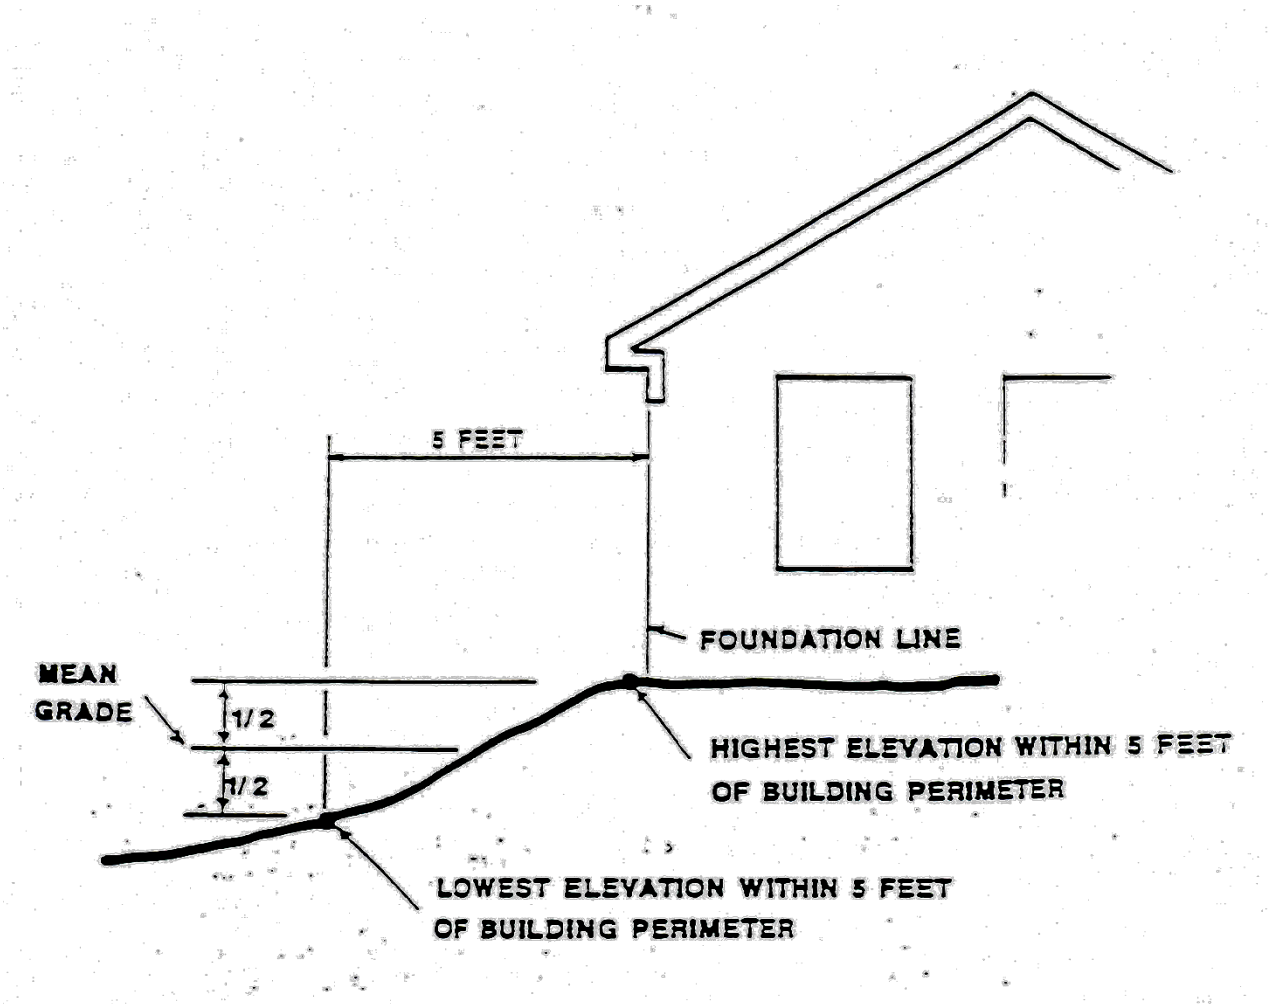 5 FEET
FOUNDATION LINE
MEAN
GRADE
1/2
HIGHEST ELEVATION WITHIN 5 FEET
OF BUILDING PERIMETER
1/2
LOWEST ELEVATION WITHIN 5 FEET
OF BUILDING PERIMETER